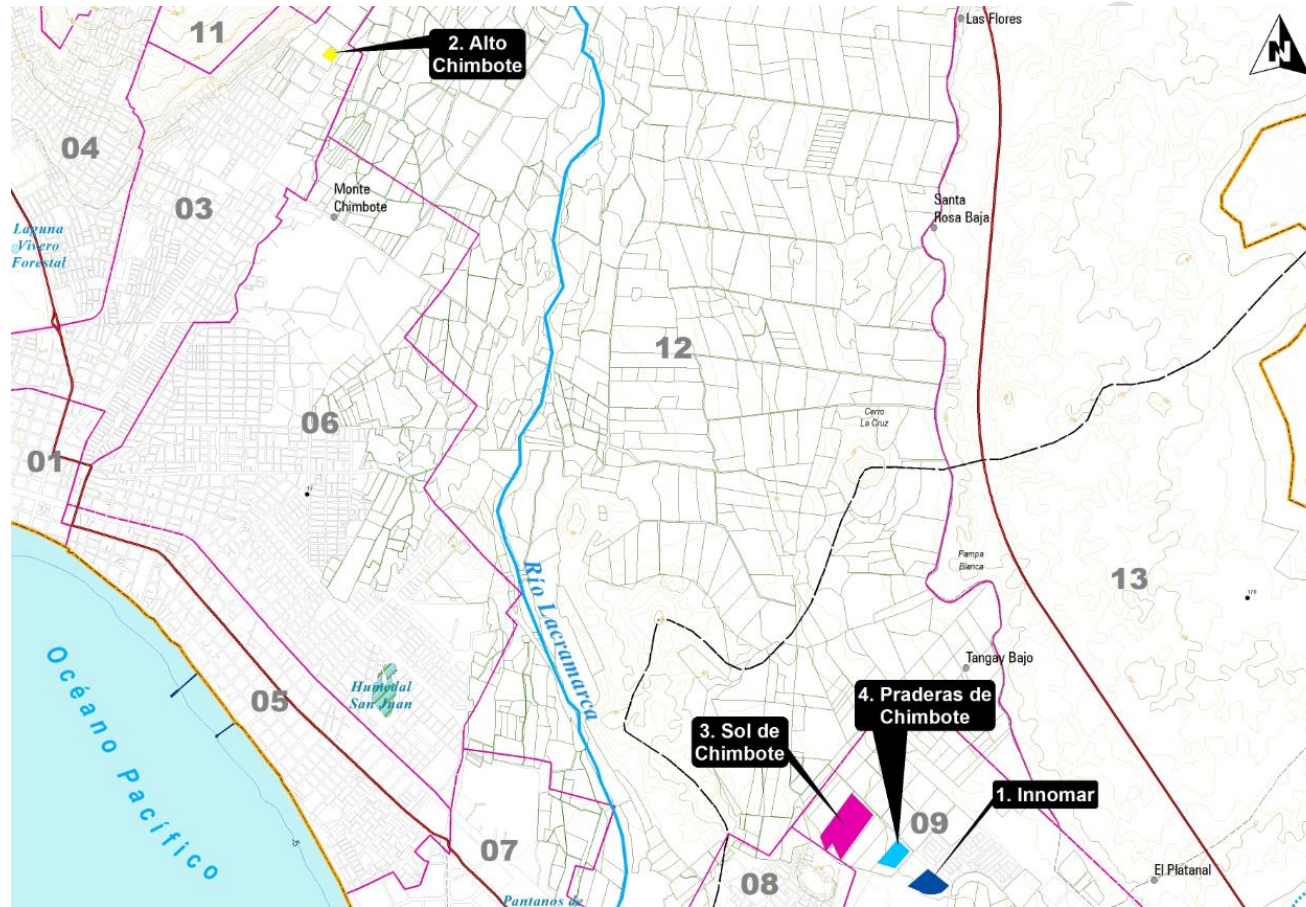 11
2. Alto
Chimbote
Las Flores
N
04
03
Monte
Chimbote
Santa
Rosa Baja
Laguna
Vivero
Forestal
12
Cerro
La Cruz
06
01
Pampa
Blanca
13
Río Lacramarca
Océano Pacífico
05
Humedal
San Juan
Tangay Bajo
4. Praderas de
Chimbote
3. Sol de
Chimbote
1. Innomar
09
07
08
El Platanal
Pantanos de